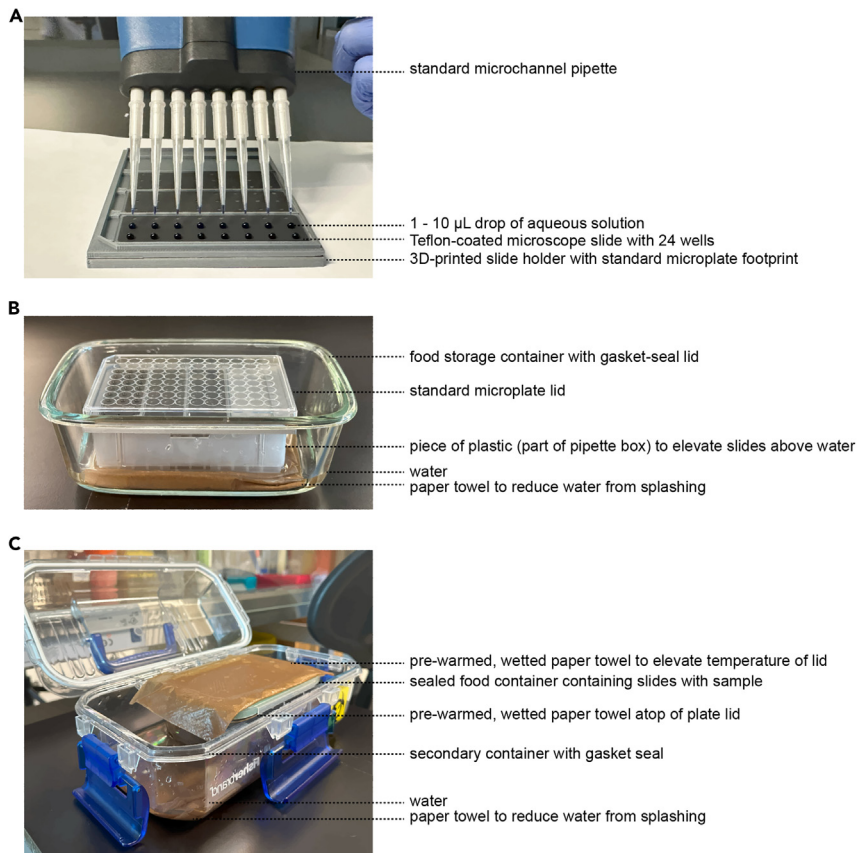 A
standard microchannel pipette
1 - 10 µL drop of aqueous solution
Teflon-coated microscope slide with 24 wells
3D-printed slide holder with standard microplate footprint
B
food storage container with gasket-seal lid
standard microplate lid
piece of plastic (part of pipette box) to elevate slides above water
water
paper towel to reduce water from splashing
C
pre-warmed, wetted paper towel to elevate temperature of lid
sealed food container containing slides with sample
pre-warmed, wetted paper towel atop of plate lid
secondary container with gasket seal
Fisherbrand
water
paper towel to reduce water from splashing